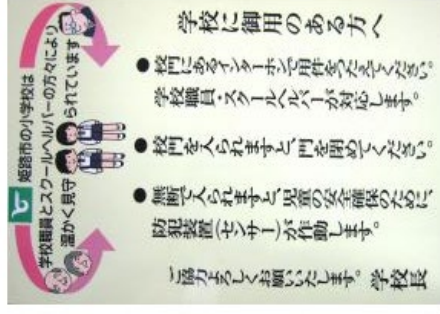 学校に御用のある方へ
● 校門にあるインターホンで用件をつたえてください。
学校職員・スクールヘルパーが対応します。
● 校門を入られますと、門を閉めてください。
● 無断で入られますと、児童の安全確保のために、
防犯装置(センサー)が作動します。
ご協力よろしくお願いいたします。 学校長
姫路市の小学校は
学校職員とスクールヘルパーの方々により
温かく見守られています